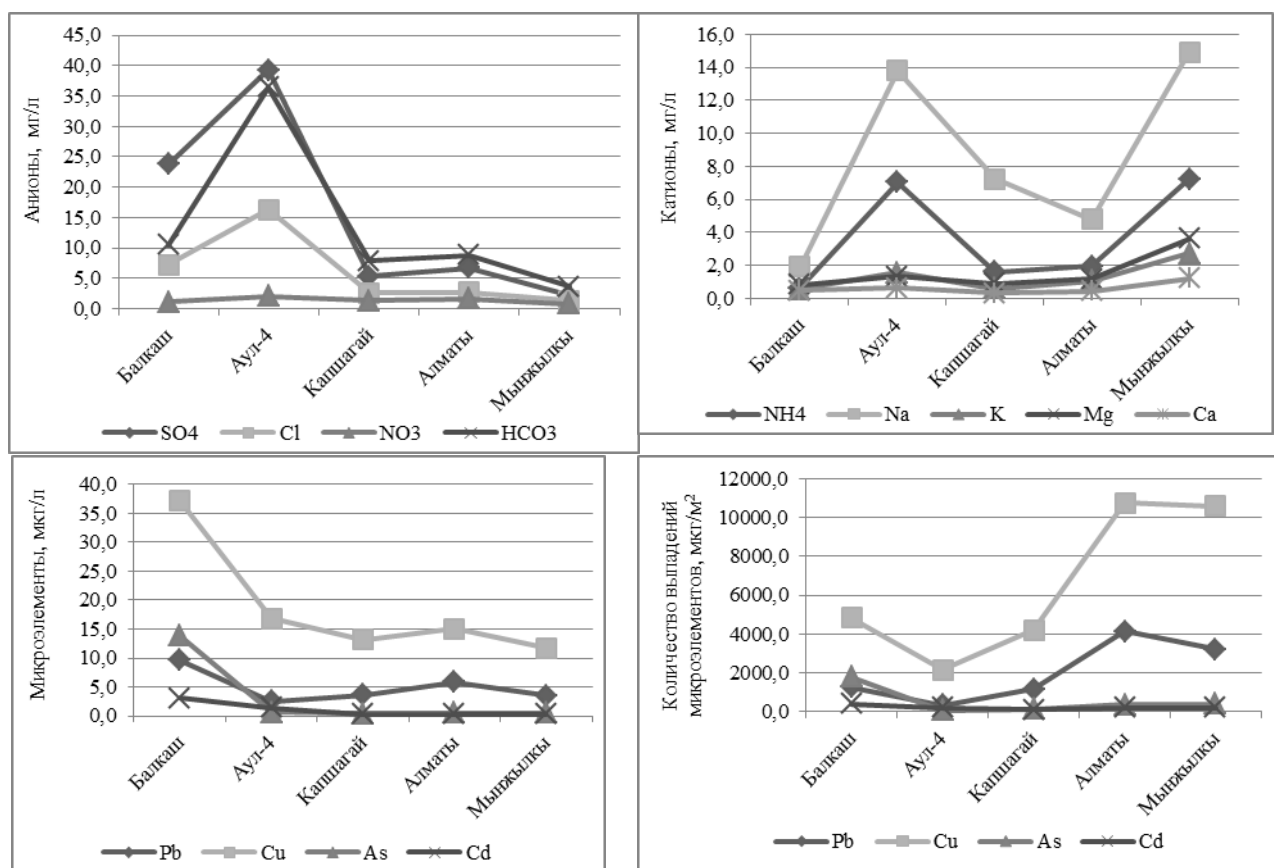 Анионы, мг/л
45,0
40,0
35,0
30,0
25,0
20,0
15,0
10,0
5,0
0,0
Балкаш
Аул-4
Капшагай
Алматы
Мынжылкы
SO4 Cl NO3 HCO3
Катионы, мг/л
16,0
14,0
12,0
10,0
8,0
6,0
4,0
2,0
0,0
Балкаш
Аул-4
Капшагай
Алматы
Мынжылкы
NH4 Na K Mg Ca
Микроэлементы, мкг/л
40,0
35,0
30,0
25,0
20,0
15,0
10,0
5,0
0,0
Балкаш
Аул-4
Капшагай
Алматы
Мынжылкы
Pb Cu As Cd
Количество выпадений
микроэлементов, мкг/м²
12000,0
10000,0
8000,0
6000,0
4000,0
2000,0
0,0
Балкаш
Аул-4
Капшагай
Алматы
Мынжылкы
Pb Cu As Cd